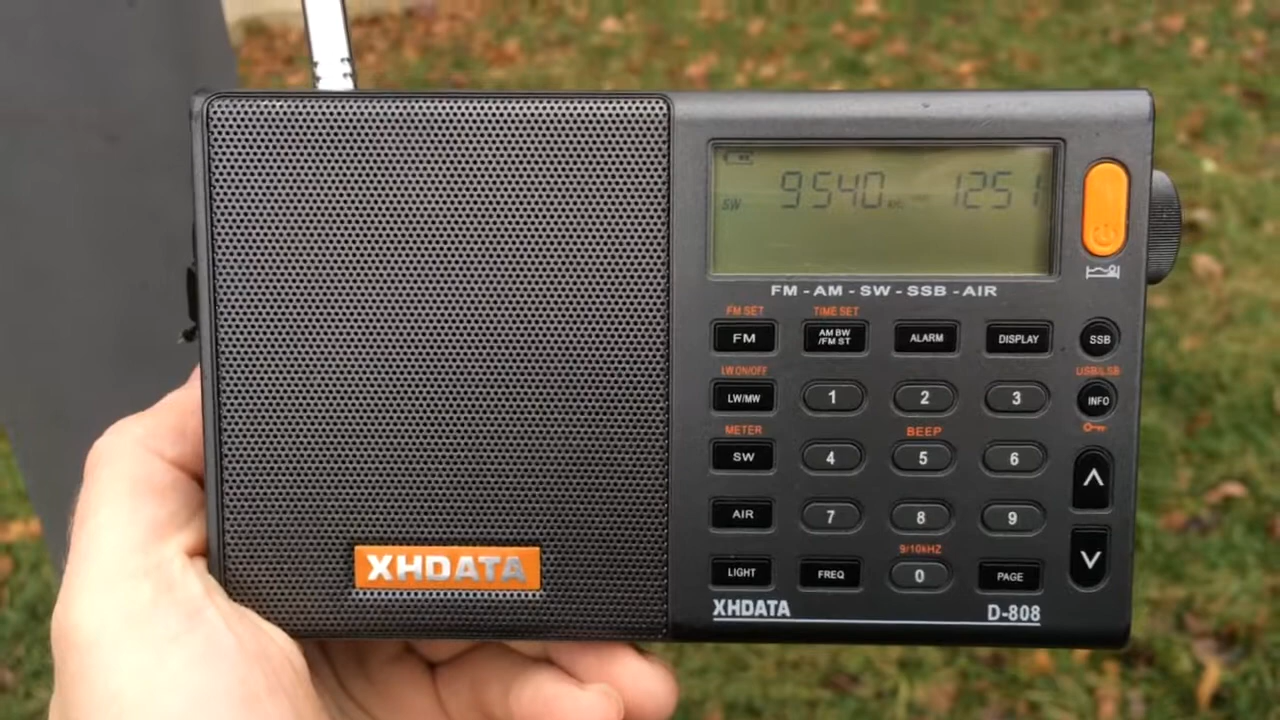 SW 9540 1251
FM - AM - SW - SSB - AIR
FM SET TIME SET
FM AM BW /FM ST ALARM DISPLAY SSB
LW ON/OFF USB/LSB
LW/MW 1 2 3 INFO
METER BEEP
SW 4 5 6
AIR 7 8 9
9/10kHZ
LIGHT FREQ 0 PAGE
XHDATA
XHDATA D-808